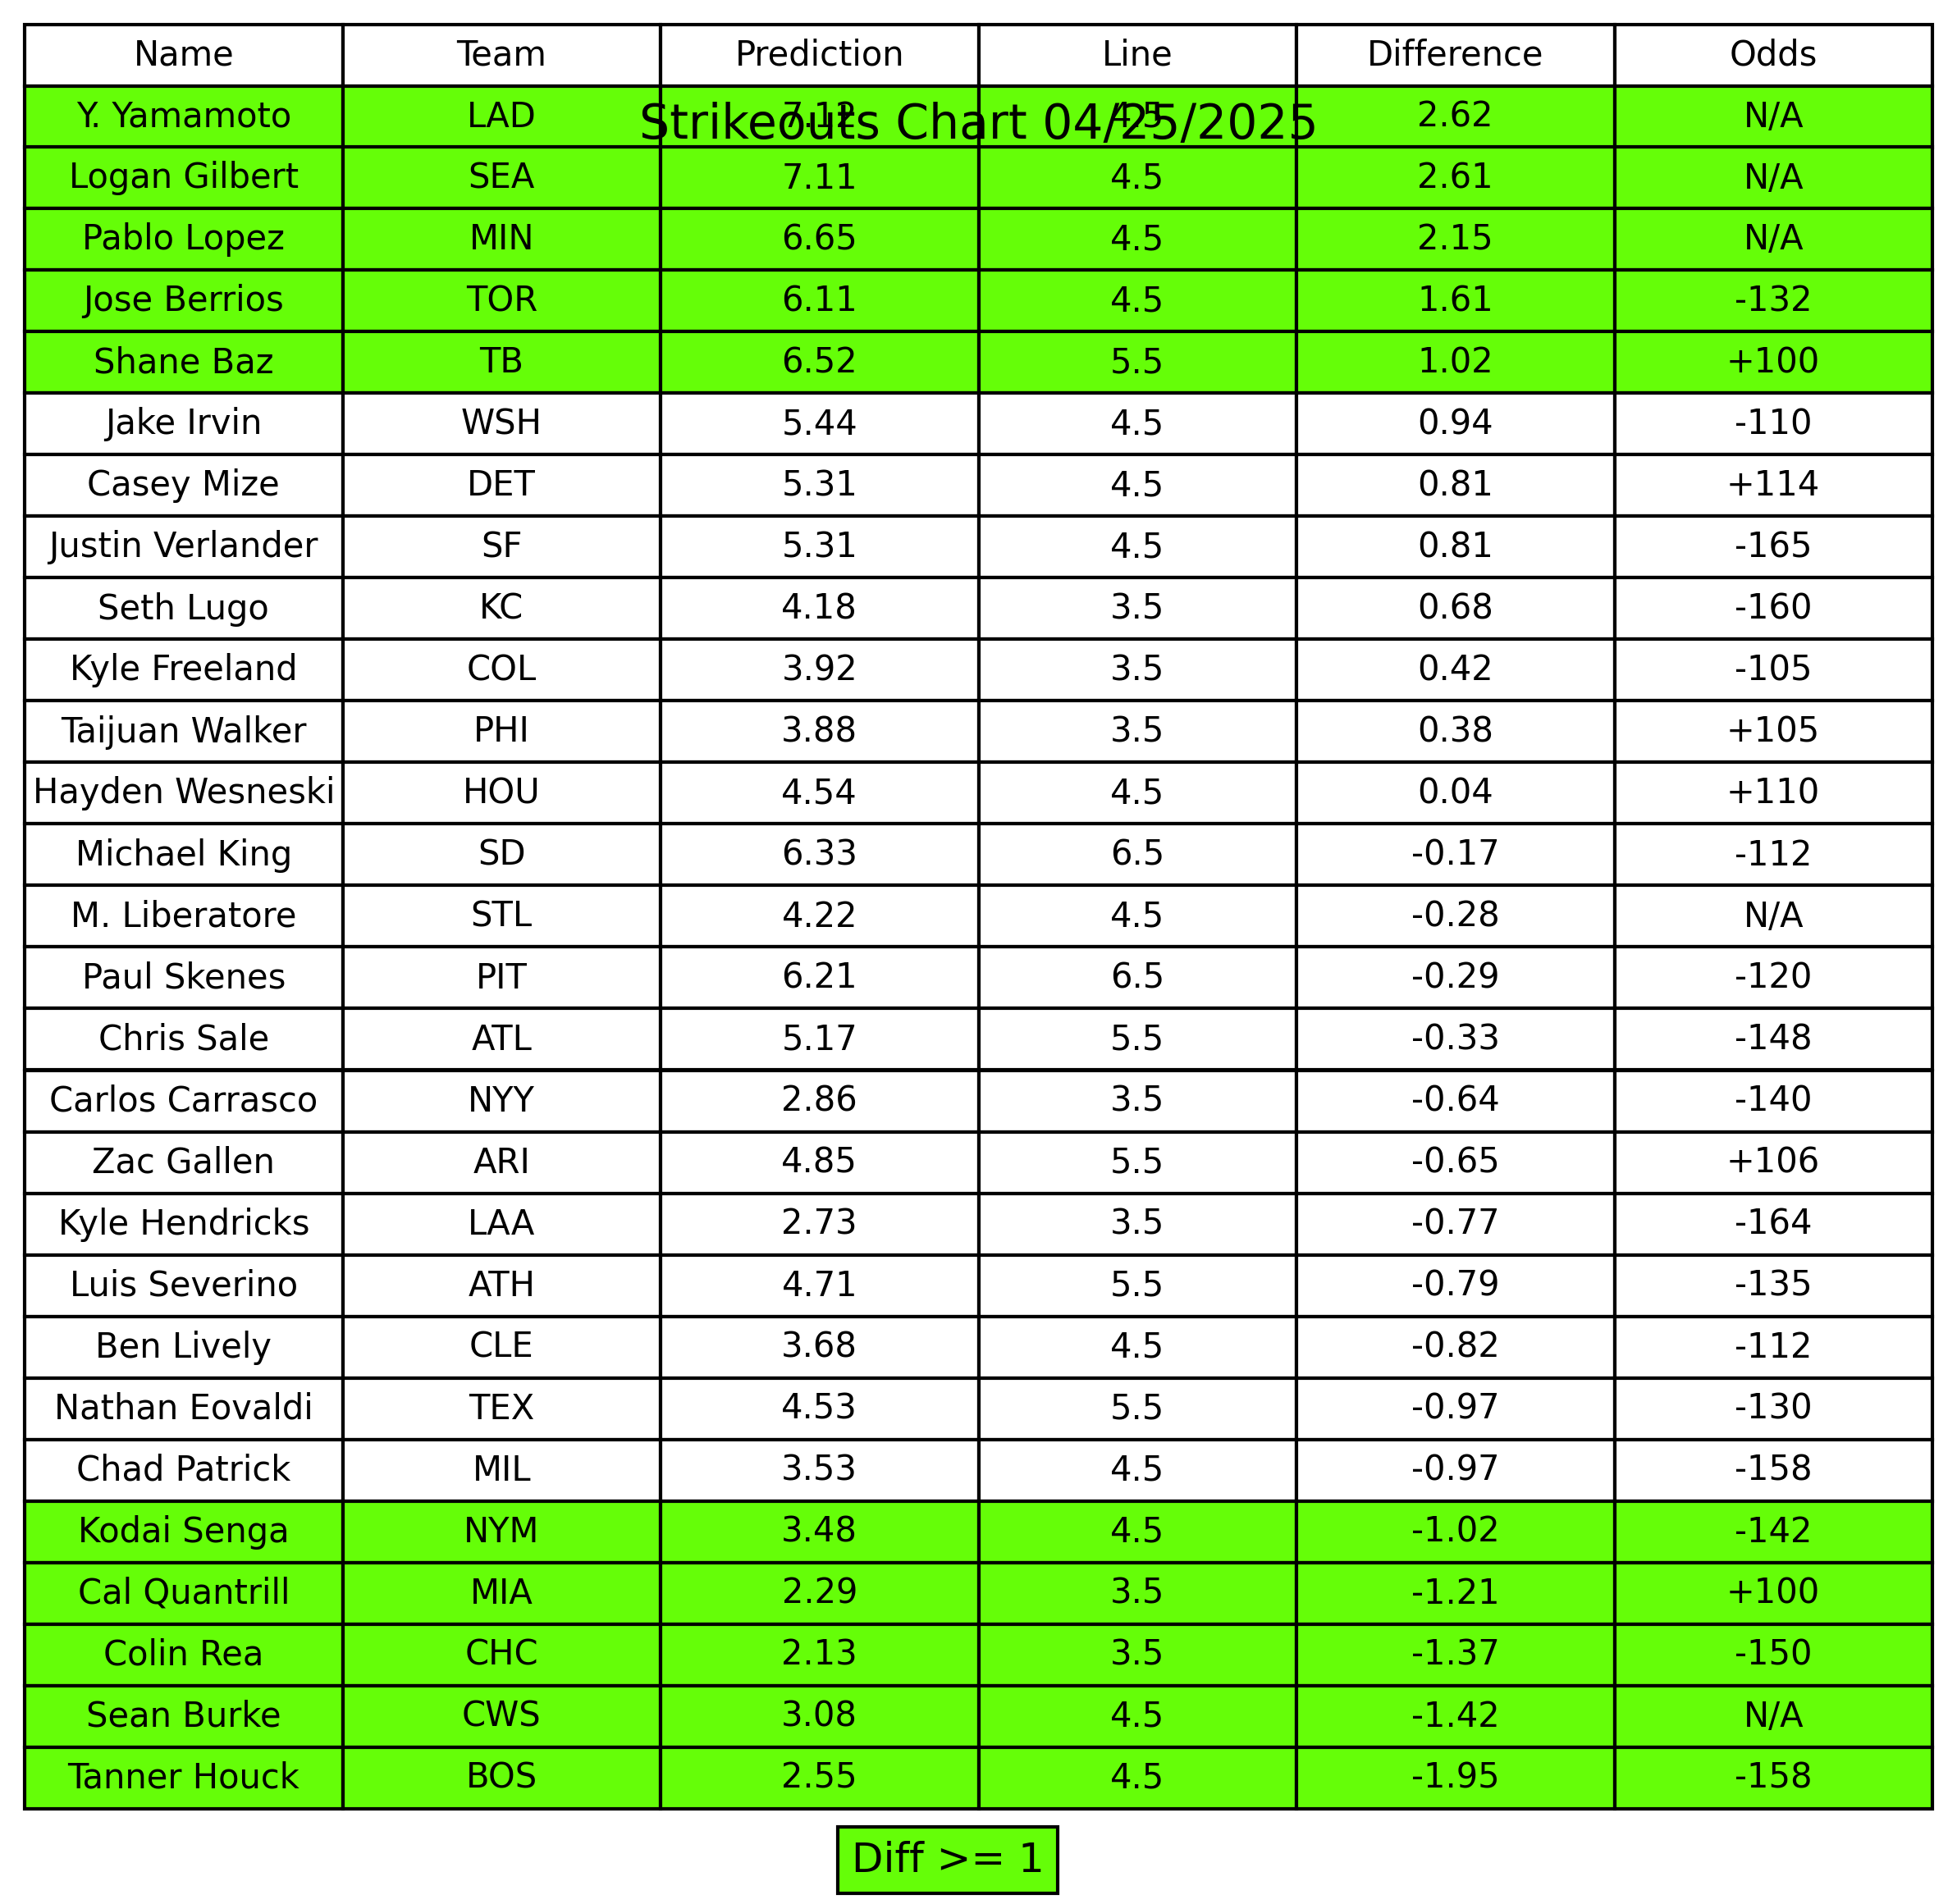 Name Team Prediction Line Difference Odds
Y. Yamamoto LAD 7.12 4.5 2.62 N/A
Strikeouts Chart 04/25/2025
Logan Gilbert SEA 7.11 4.5 2.61 N/A
Pablo Lopez MIN 6.65 4.5 2.15 N/A
Jose Berrios TOR 6.11 4.5 1.61 -132
Shane Baz TB 6.52 5.5 1.02 +100
Jake Irvin WSH 5.44 4.5 0.94 -110
Casey Mize DET 5.31 4.5 0.81 +114
Justin Verlander SF 5.31 4.5 0.81 -165
Seth Lugo KC 4.18 3.5 0.68 -160
Kyle Freeland COL 3.92 3.5 0.42 -105
Taijuan Walker PHI 3.88 3.5 0.38 +105
Hayden Wesneski HOU 4.54 4.5 0.04 +110
Michael King SD 6.33 6.5 -0.17 -112
M. Liberatore STL 4.22 4.5 -0.28 N/A
Paul Skenes PIT 6.21 6.5 -0.29 -120
Chris Sale ATL 5.17 5.5 -0.33 -148
Carlos Carrasco NYY 2.86 3.5 -0.64 -140
Zac Gallen ARI 4.85 5.5 -0.65 +106
Kyle Hendricks LAA 2.73 3.5 -0.77 -164
Luis Severino ATH 4.71 5.5 -0.79 -135
Ben Lively CLE 3.68 4.5 -0.82 -112
Nathan Eovaldi TEX 4.53 5.5 -0.97 -130
Chad Patrick MIL 3.53 4.5 -0.97 -158
Kodai Senga NYM 3.48 4.5 -1.02 -142
Cal Quantrill MIA 2.29 3.5 -1.21 +100
Colin Rea CHC 2.13 3.5 -1.37 -150
Sean Burke CWS 3.08 4.5 -1.42 N/A
Tanner Houck BOS 2.55 4.5 -1.95 -158
Diff >= 1